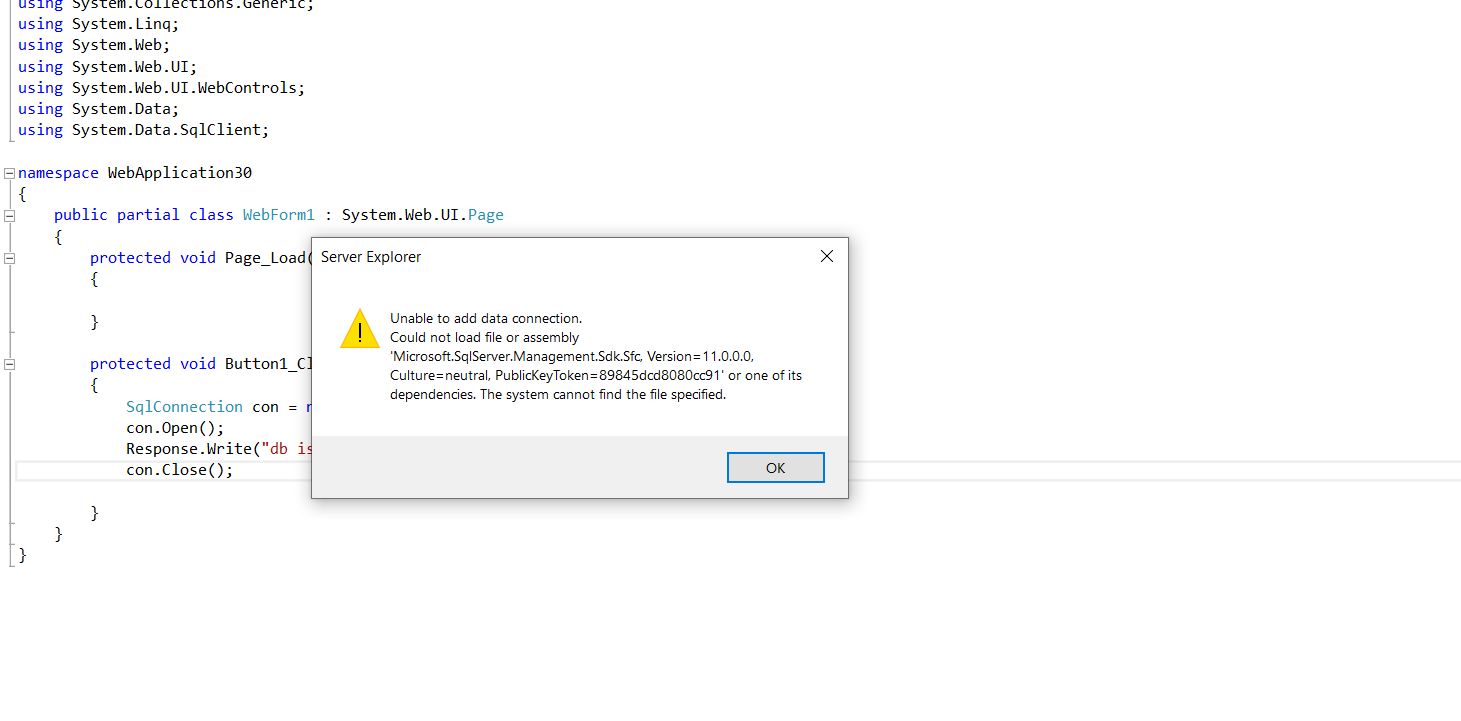 using System.Collections.Generic;
using System.Linq;
using System.Web;
using System.Web.UI;
using System.Web.UI.WebControls;
using System.Data;
using System.Data.SqlClient;
namespace WebApplication30
{
public partial class WebForm1 : System.Web.UI.Page
{
protected void Page_Load(
{
}
protected void Button1_Cl
{
SqlConnection con = n
con.Open();
Response.Write("db is
con.Close();
}
}
}
Server Explorer
Unable to add data connection.
Could not load file or assembly
'Microsoft.SqlServer.Management.Sdk.Sfc, Version=11.0.0.0,
Culture=neutral, PublicKeyToken=89845dcd8080cc91' or one of its
dependencies. The system cannot find the file specified.
OK